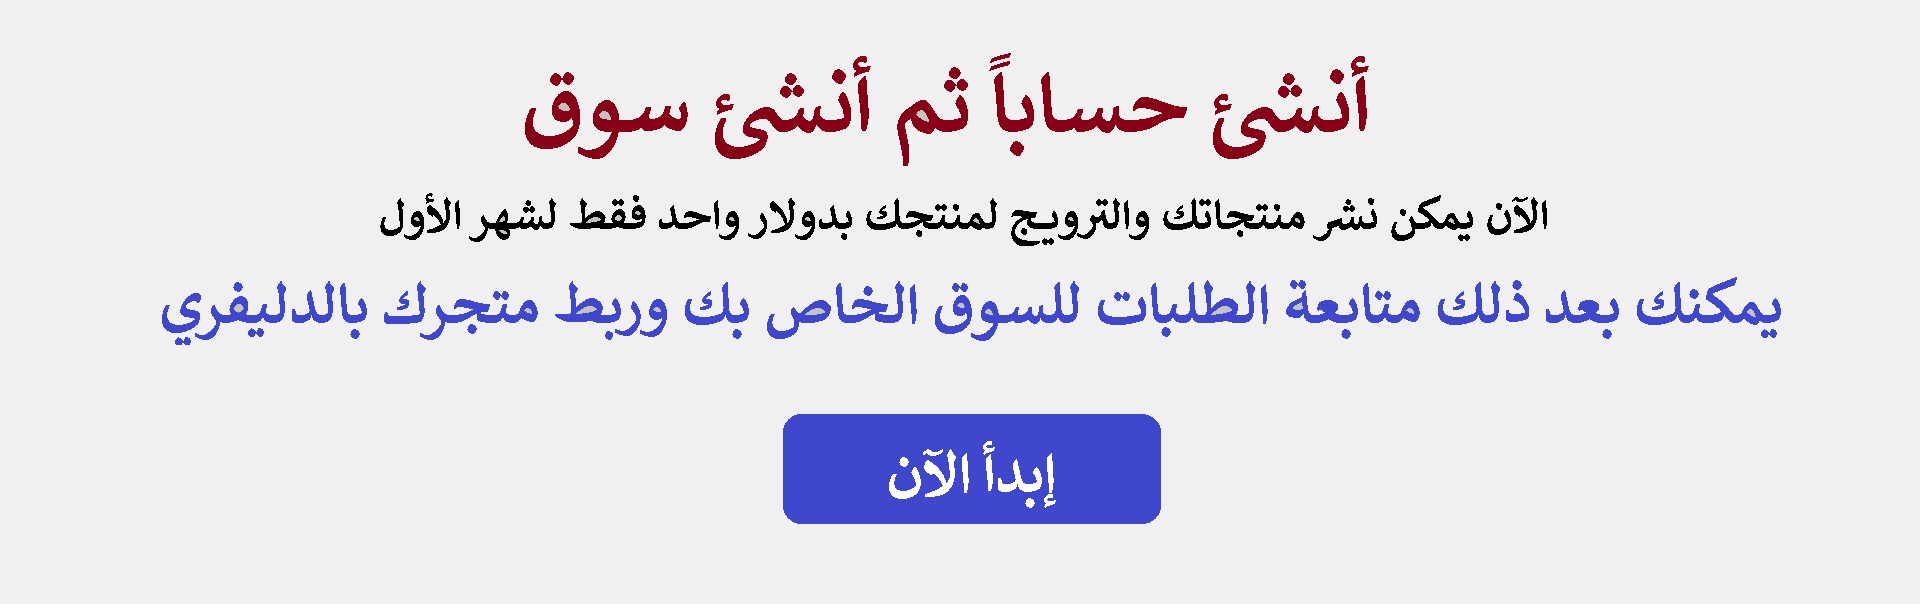 أنشئ حساباً ثم أنشئ سوق
الآن يمكن نشر منتجاتك والترويج لمنتجك بدولار واحد فقط لشهر الأول
يمكنك بعد ذلك متابعة الطلبات للسوق الخاص بك وربط متجرك بالدليفري
إبدأ الآن